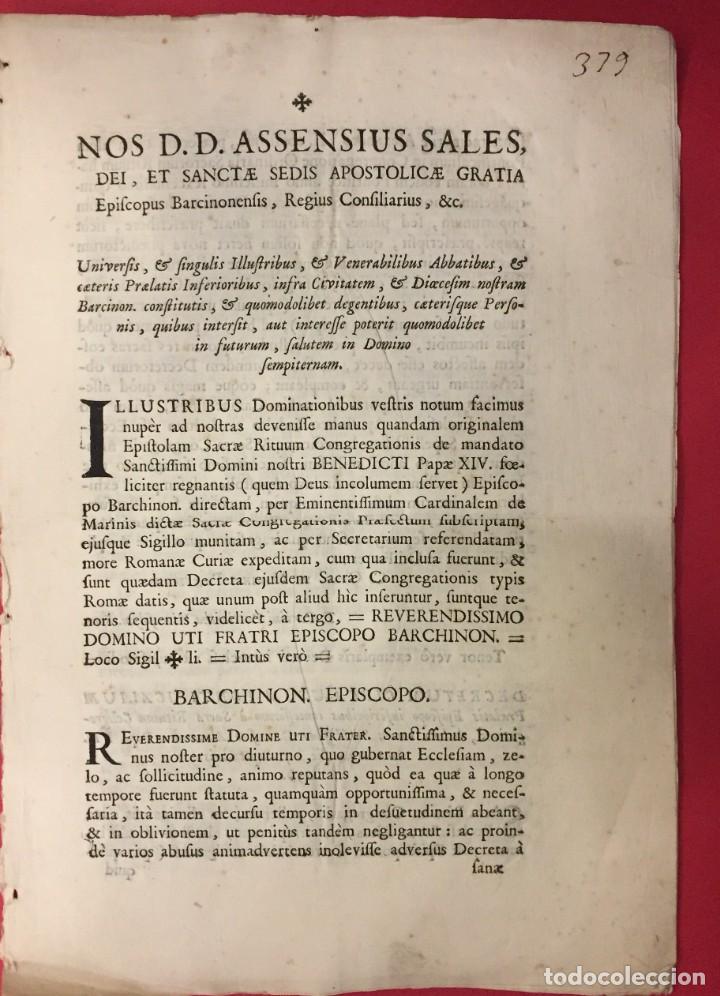 379
✠
NOS D.D. ASSENSIUS SALES,
DEI, ET SANCTÆ SEDIS APOSTOLICÆ GRATIA
Epiſcopus Barcinonenſis, Regius Conſiliarius, &c.
Univerſis, & ſingulis Illuſtribus, & Venerabilibus Abbatibus, &
cæteris Prælatis Inferioribus, infra Civitatem, & Diœceſim noſtram
Barcinon. conſtitutis, & quomodolibet degentibus, cæteriſque Perſo-
nis, quibus interſit, aut intereſſe poterit quomodolibet
in futurum, ſalutem in Domino
ſempiternam.
ILLUSTRIBUS Dominationibus veſtris notum facimus
nupèr ad noſtras deveniſſe manus quandam originalem
Epiſtolam Sacræ Rituum Congregationis de mandato
Sanctiſſimi Domini noſtri BENEDICTI Papæ XIV. fœ-
liciter regnantis (quem Deus incolumem ſervet) Epiſco-
po Barchinon. directam, per Eminentiſſimum Cardinalem de
Marinis dictæ Sacræ Congregationis Præfectum ſubſcriptam,
ejuſque Sigillo munitam, ac per Secretarium referendatam,
more Romanæ Curiæ expeditam, cum qua incluſa fuerunt, &
ſunt quædam Decreta ejuſdem Sacræ Congregationis typis
Romæ datis, quæ unum poſt aliud hìc inſeruntur, ſuntque te-
noris ſequentis, videlicèt, à tergo, = REVERENDISSIMO
DOMINO UTI FRATRI EPISCOPO BARCHINON. =
Loco Sigil ✠ li. = Intùs verò =
BARCHINON. EPISCOPO.
REVERENDISSIME DOMINE UTI FRATER. Sanctiſſimus Domi-
nus noſter pro diuturno, quo gubernat Eccleſiam, ze-
lo, ac ſollicitudine, animo reputans, quòd ea quæ à longo
tempore fuerunt ſtatuta, quamquàm opportuniſſima, & neceſ-
ſaria, ità tamen decurſu temporis in deſuetudinem abeant,
& in oblivionem, ut penitùs tandèm negligantur: ac proin-
dè varios abuſus animadvertens inoleviſſe adverſus Decreta à
ſanæ
todocoleccion